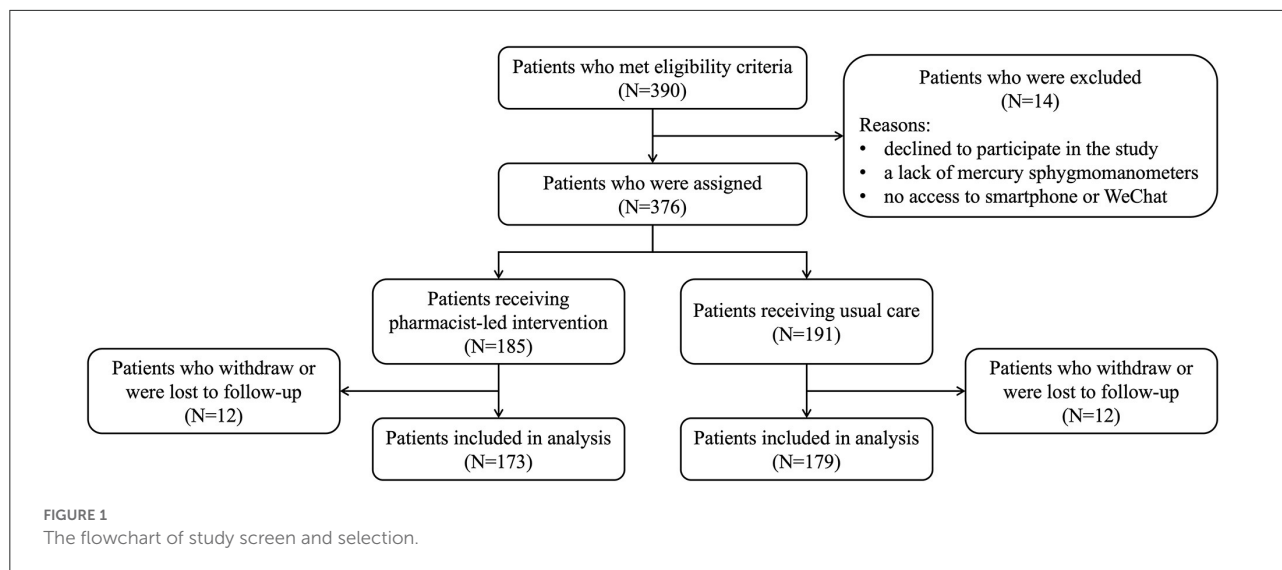 Patients who met eligibility criteria
(N=390)
Patients who were excluded
(N=14)
Reasons:
• declined to participate in the study
• a lack of mercury sphygmomanometers
• no access to smartphone or WeChat
Patients who were assigned
(N=376)
Patients receiving
pharmacist-led intervention
(N=185)
Patients receiving usual care
(N=191)
Patients who withdraw or
were lost to follow-up
(N=12)
Patients who withdraw or
were lost to follow-up
(N=12)
Patients included in analysis
(N=173)
Patients included in analysis
(N=179)
FIGURE 1
The flowchart of study screen and selection.